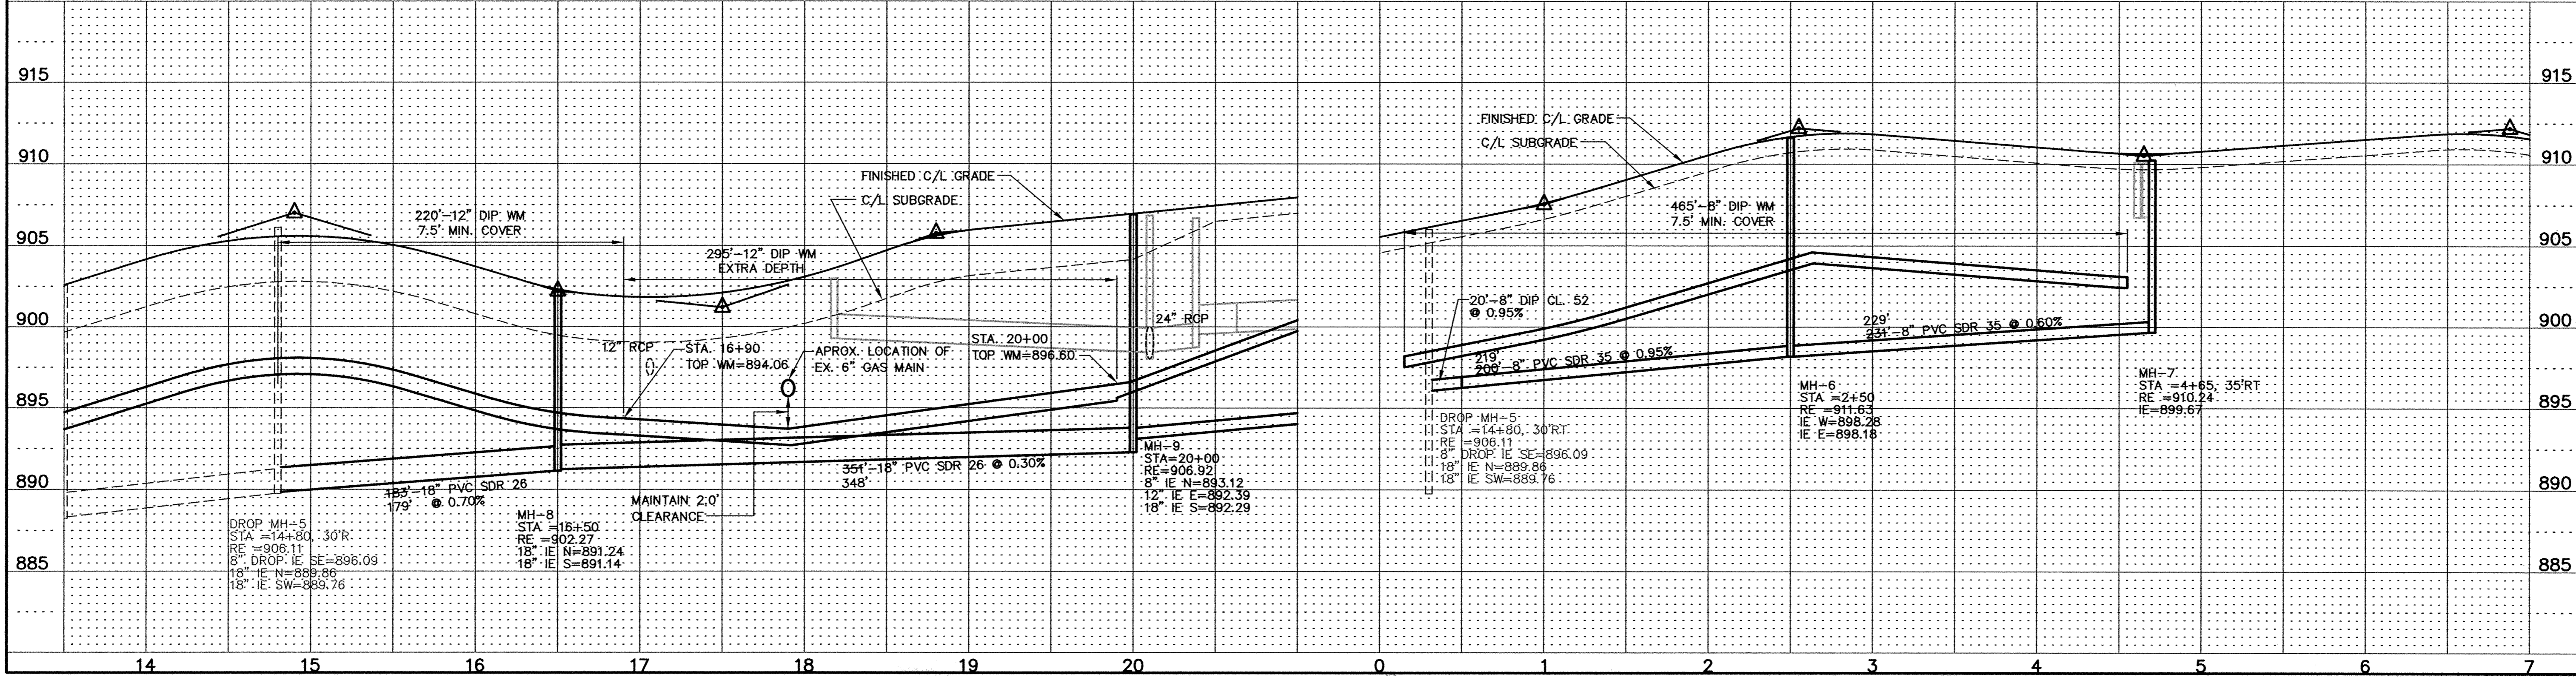 915
910
905
900
895
890
885
220'-12" DIP WM
7.5' MIN. COVER
295'-12" DIP WM
EXTRA DEPTH
FINISHED C/L GRADE
C/L SUBGRADE
12" RCP
STA. 16+90
TOP WM=894.06
APROX. LOCATION OF
EX. 6" GAS MAIN
STA. 20+00
TOP WM=896.60
24" RCP
183'-18" PVC SDR 26
179' @ 0.70%
351'-18" PVC SDR 26 @ 0.30%
348'
MAINTAIN 2.0'
CLEARANCE
DROP MH-5
STA =14+80, 30'R
RE =906.11
8" DROP IE SE=896.09
18" IE N=889.86
18" IE SW=889.76
MH-8
STA =16+50
RE =902.27
18" IE N=891.24
18" IE S=891.14
MH-9
STA=20+00
RE=906.92
8" IE N=893.12
12" IE E=892.39
18" IE S=892.29
FINISHED C/L GRADE
C/L SUBGRADE
465'-8" DIP WM
7.5' MIN. COVER
20'-8" DIP CL. 52
@ 0.95%
219'
200'-8" PVC SDR 35 @ 0.95%
229'
231'-8" PVC SDR 35 @ 0.60%
DROP MH-5
STA =14+80, 30'RT
RE =906.11
8" DROP IE SE=896.09
18" IE N=889.86
18" IE SW=889.76
MH-6
STA =2+50
RE =911.63
IE W=898.28
IE E=898.18
MH-7
STA =4+65, 35'RT
RE =910.24
IE=899.67
915
910
905
900
895
890
885
14 15 16 17 18 19 20 0 1 2 3 4 5 6 7